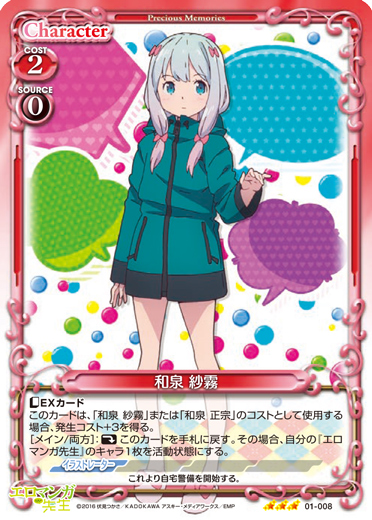 Precious Memories
Character
COST
2
SOURCE
0
和泉 紗霧
EXカード
このカードは、「和泉 紗霧」または「和泉 正宗」のコストとして使用する
場合、発生コスト+3を得る。
[メイン/両方]: このカードを手札に戻す。その場合、自分の『エロ
マンガ先生』のキャラ1枚を活動状態にする。
イラストレーター
これより自宅警備を開始する。
エロマンガ先生
©2016 伏見つかさ/KADOKAWA アスキー・メディアワークス/EMP
01-008